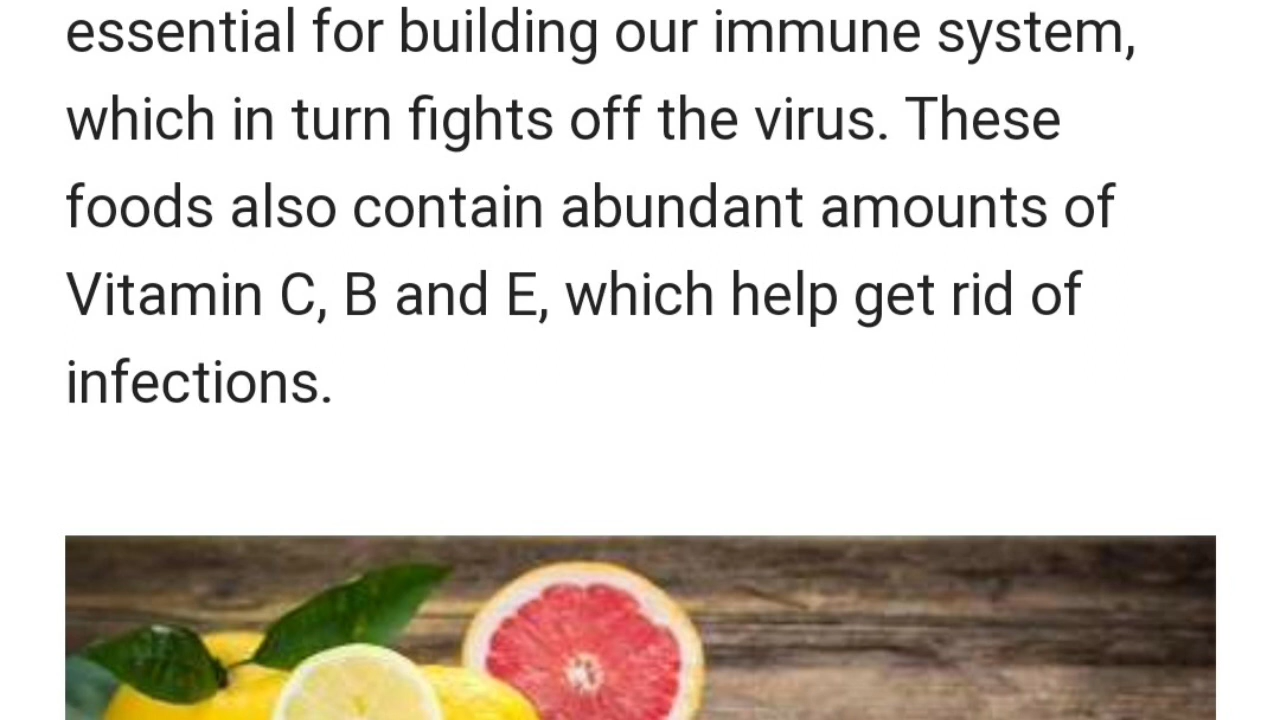 essential for building our immune system,
which in turn fights off the virus. These
foods also contain abundant amounts of
Vitamin C, B and E, which help get rid of
infections.